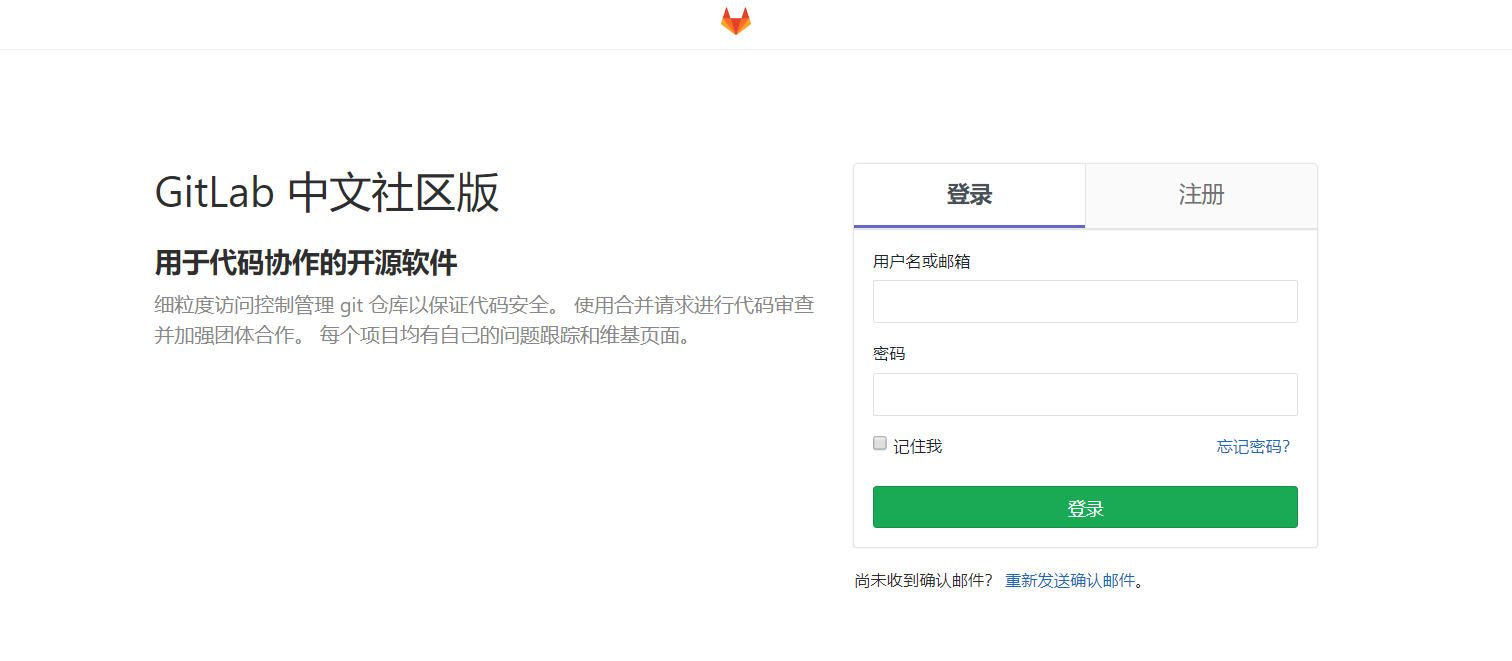 GitLab 中文社区版
用于代码协作的开源软件
细粒度访问控制管理 git 仓库以保证代码安全。 使用合并请求进行代码审查
并加强团体合作。 每个项目均有自己的问题跟踪和维基页面。
登录
注册
用户名或邮箱
密码
记住我
忘记密码?
登录
尚未收到确认邮件? 重新发送确认邮件。